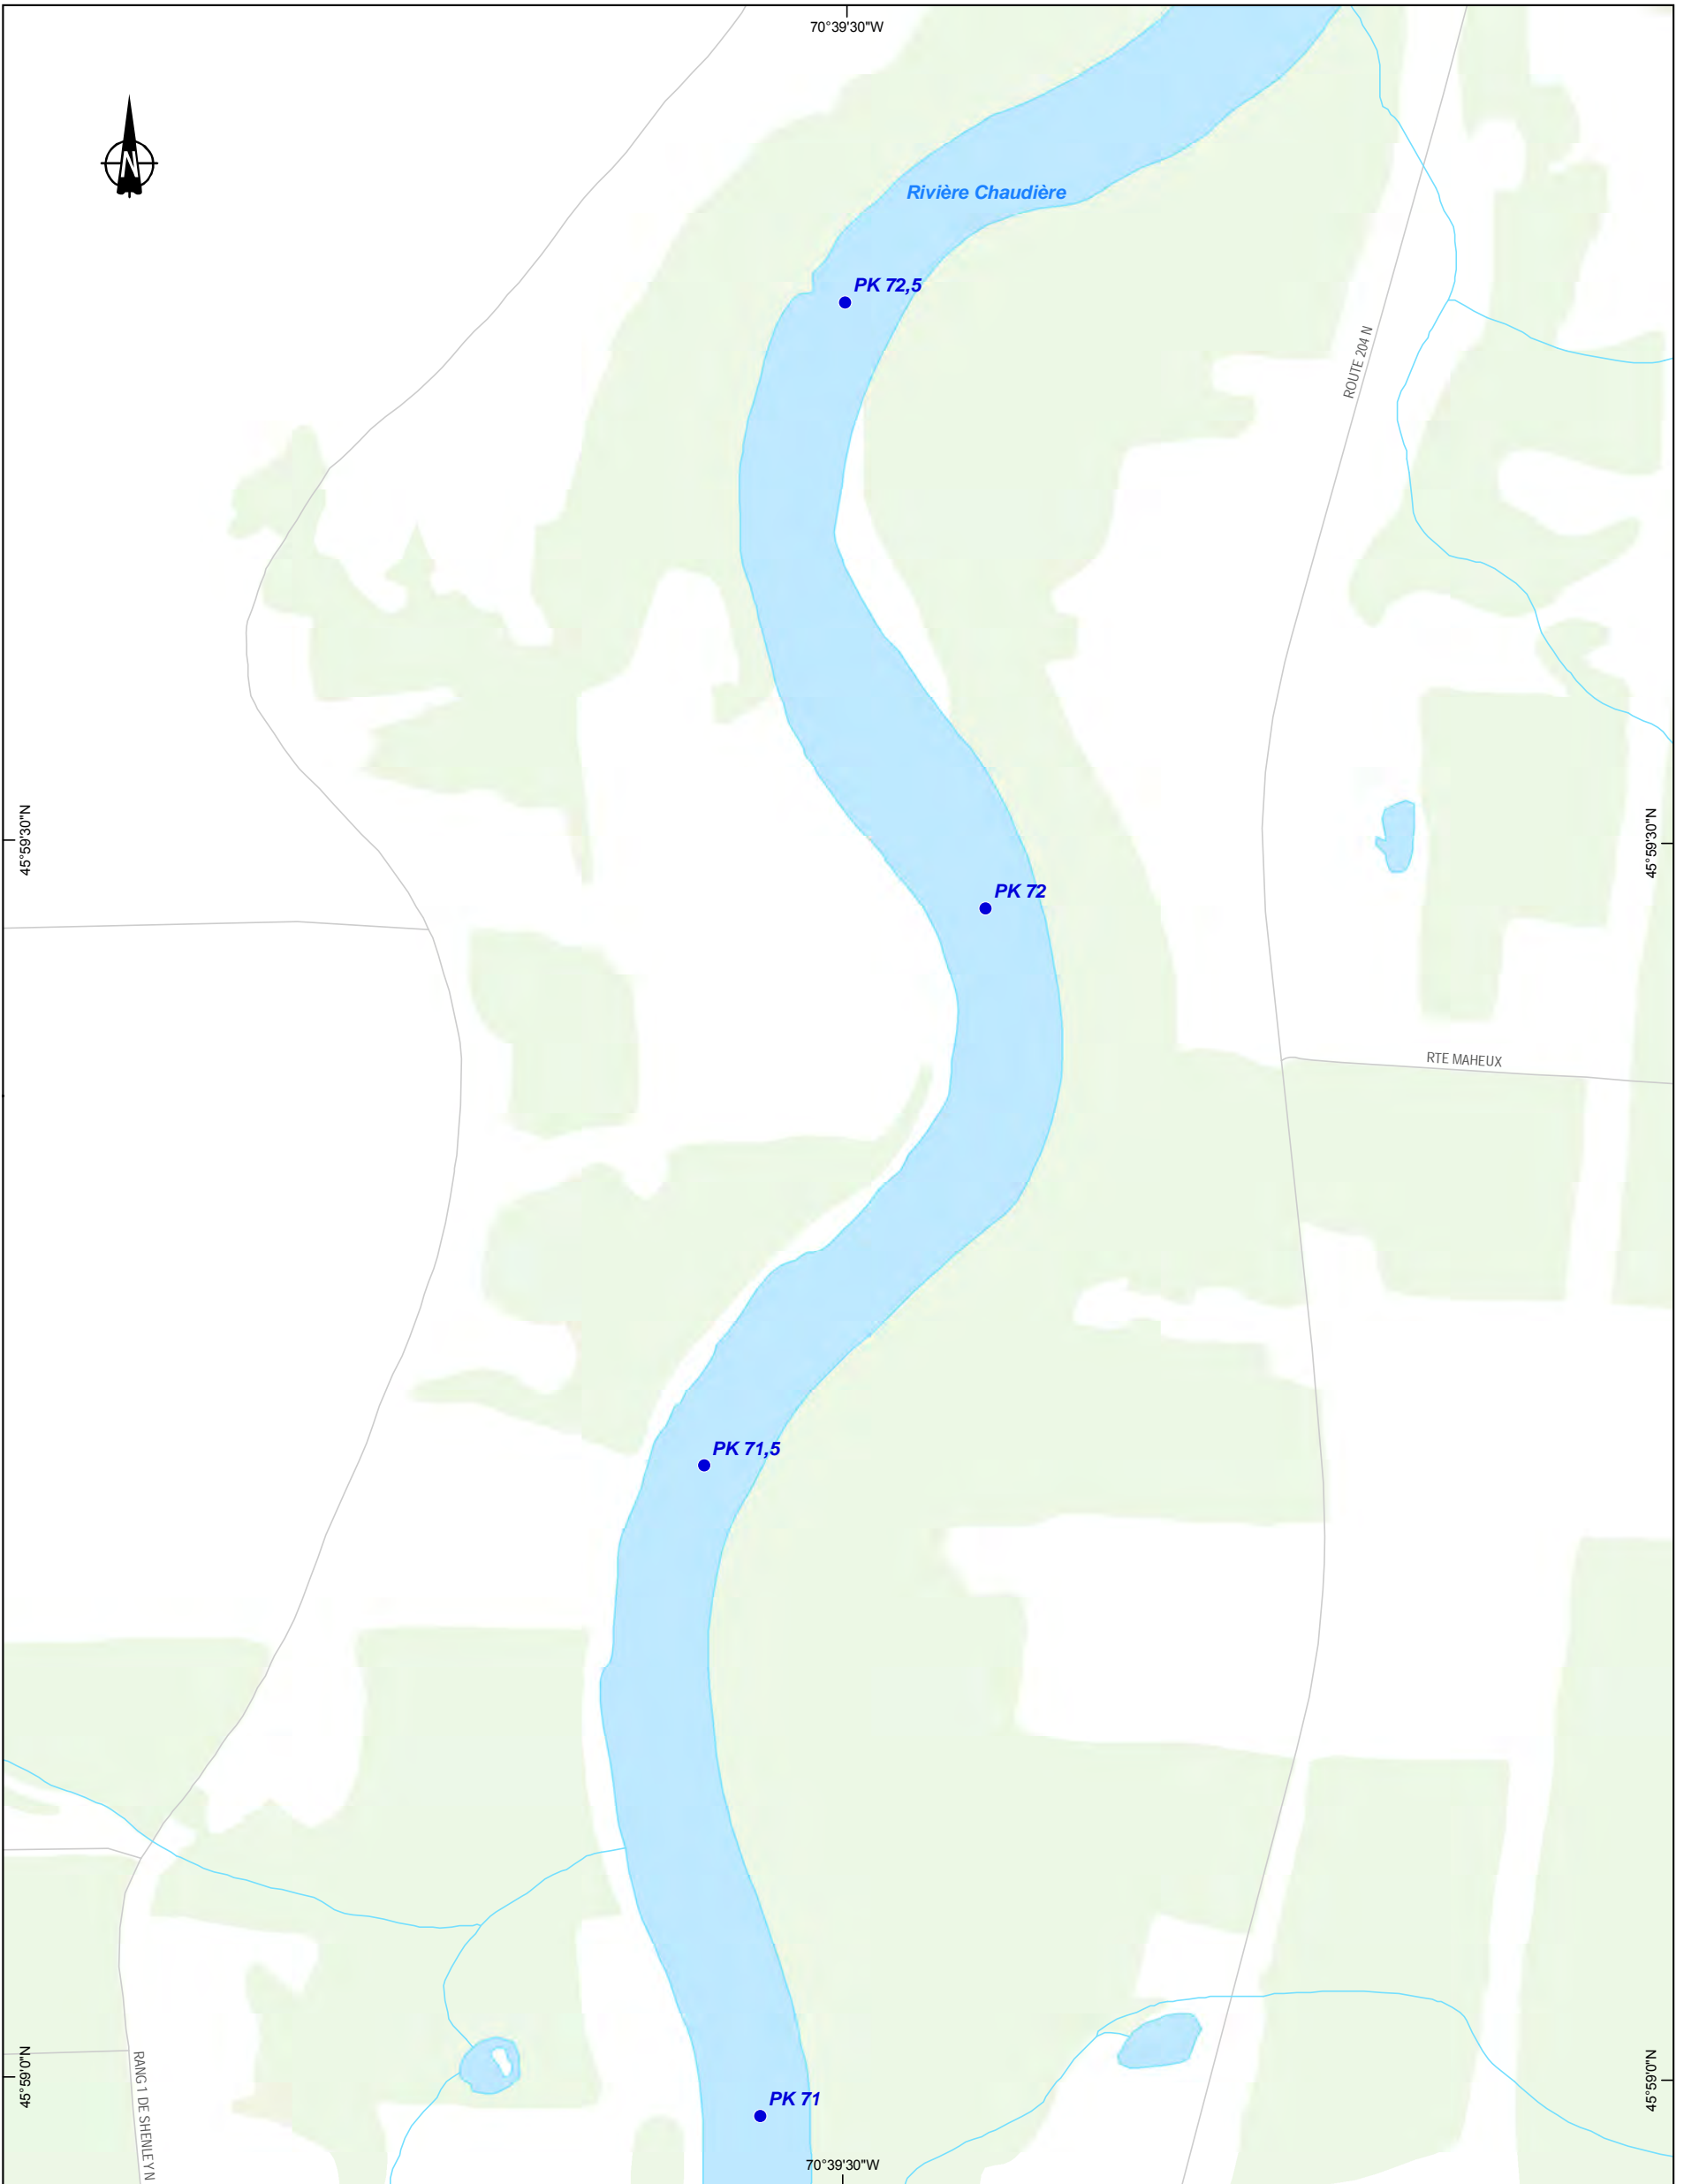 70°39'30"W
N
Rivière Chaudière
PK 72,5
ROUTE 204 N
45°59'30"N
45°59'30"N
PK 72
RTE MAHEUX
PK 71,5
45°59'0"N
45°59'0"N
RANG 1 DE SHENLEY N
PK 71
70°39'30"W